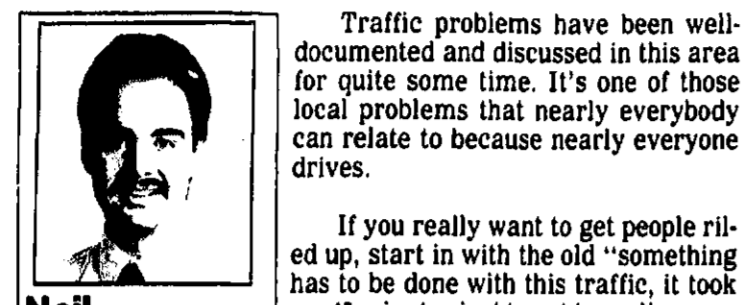 Traffic problems have been well-
documented and discussed in this area
for quite some time. It's one of those
local problems that nearly everybody
can relate to because nearly everyone
drives.
If you really want to get people ril-
ed up, start in with the old "something
has to be done with this traffic, it took
Neil